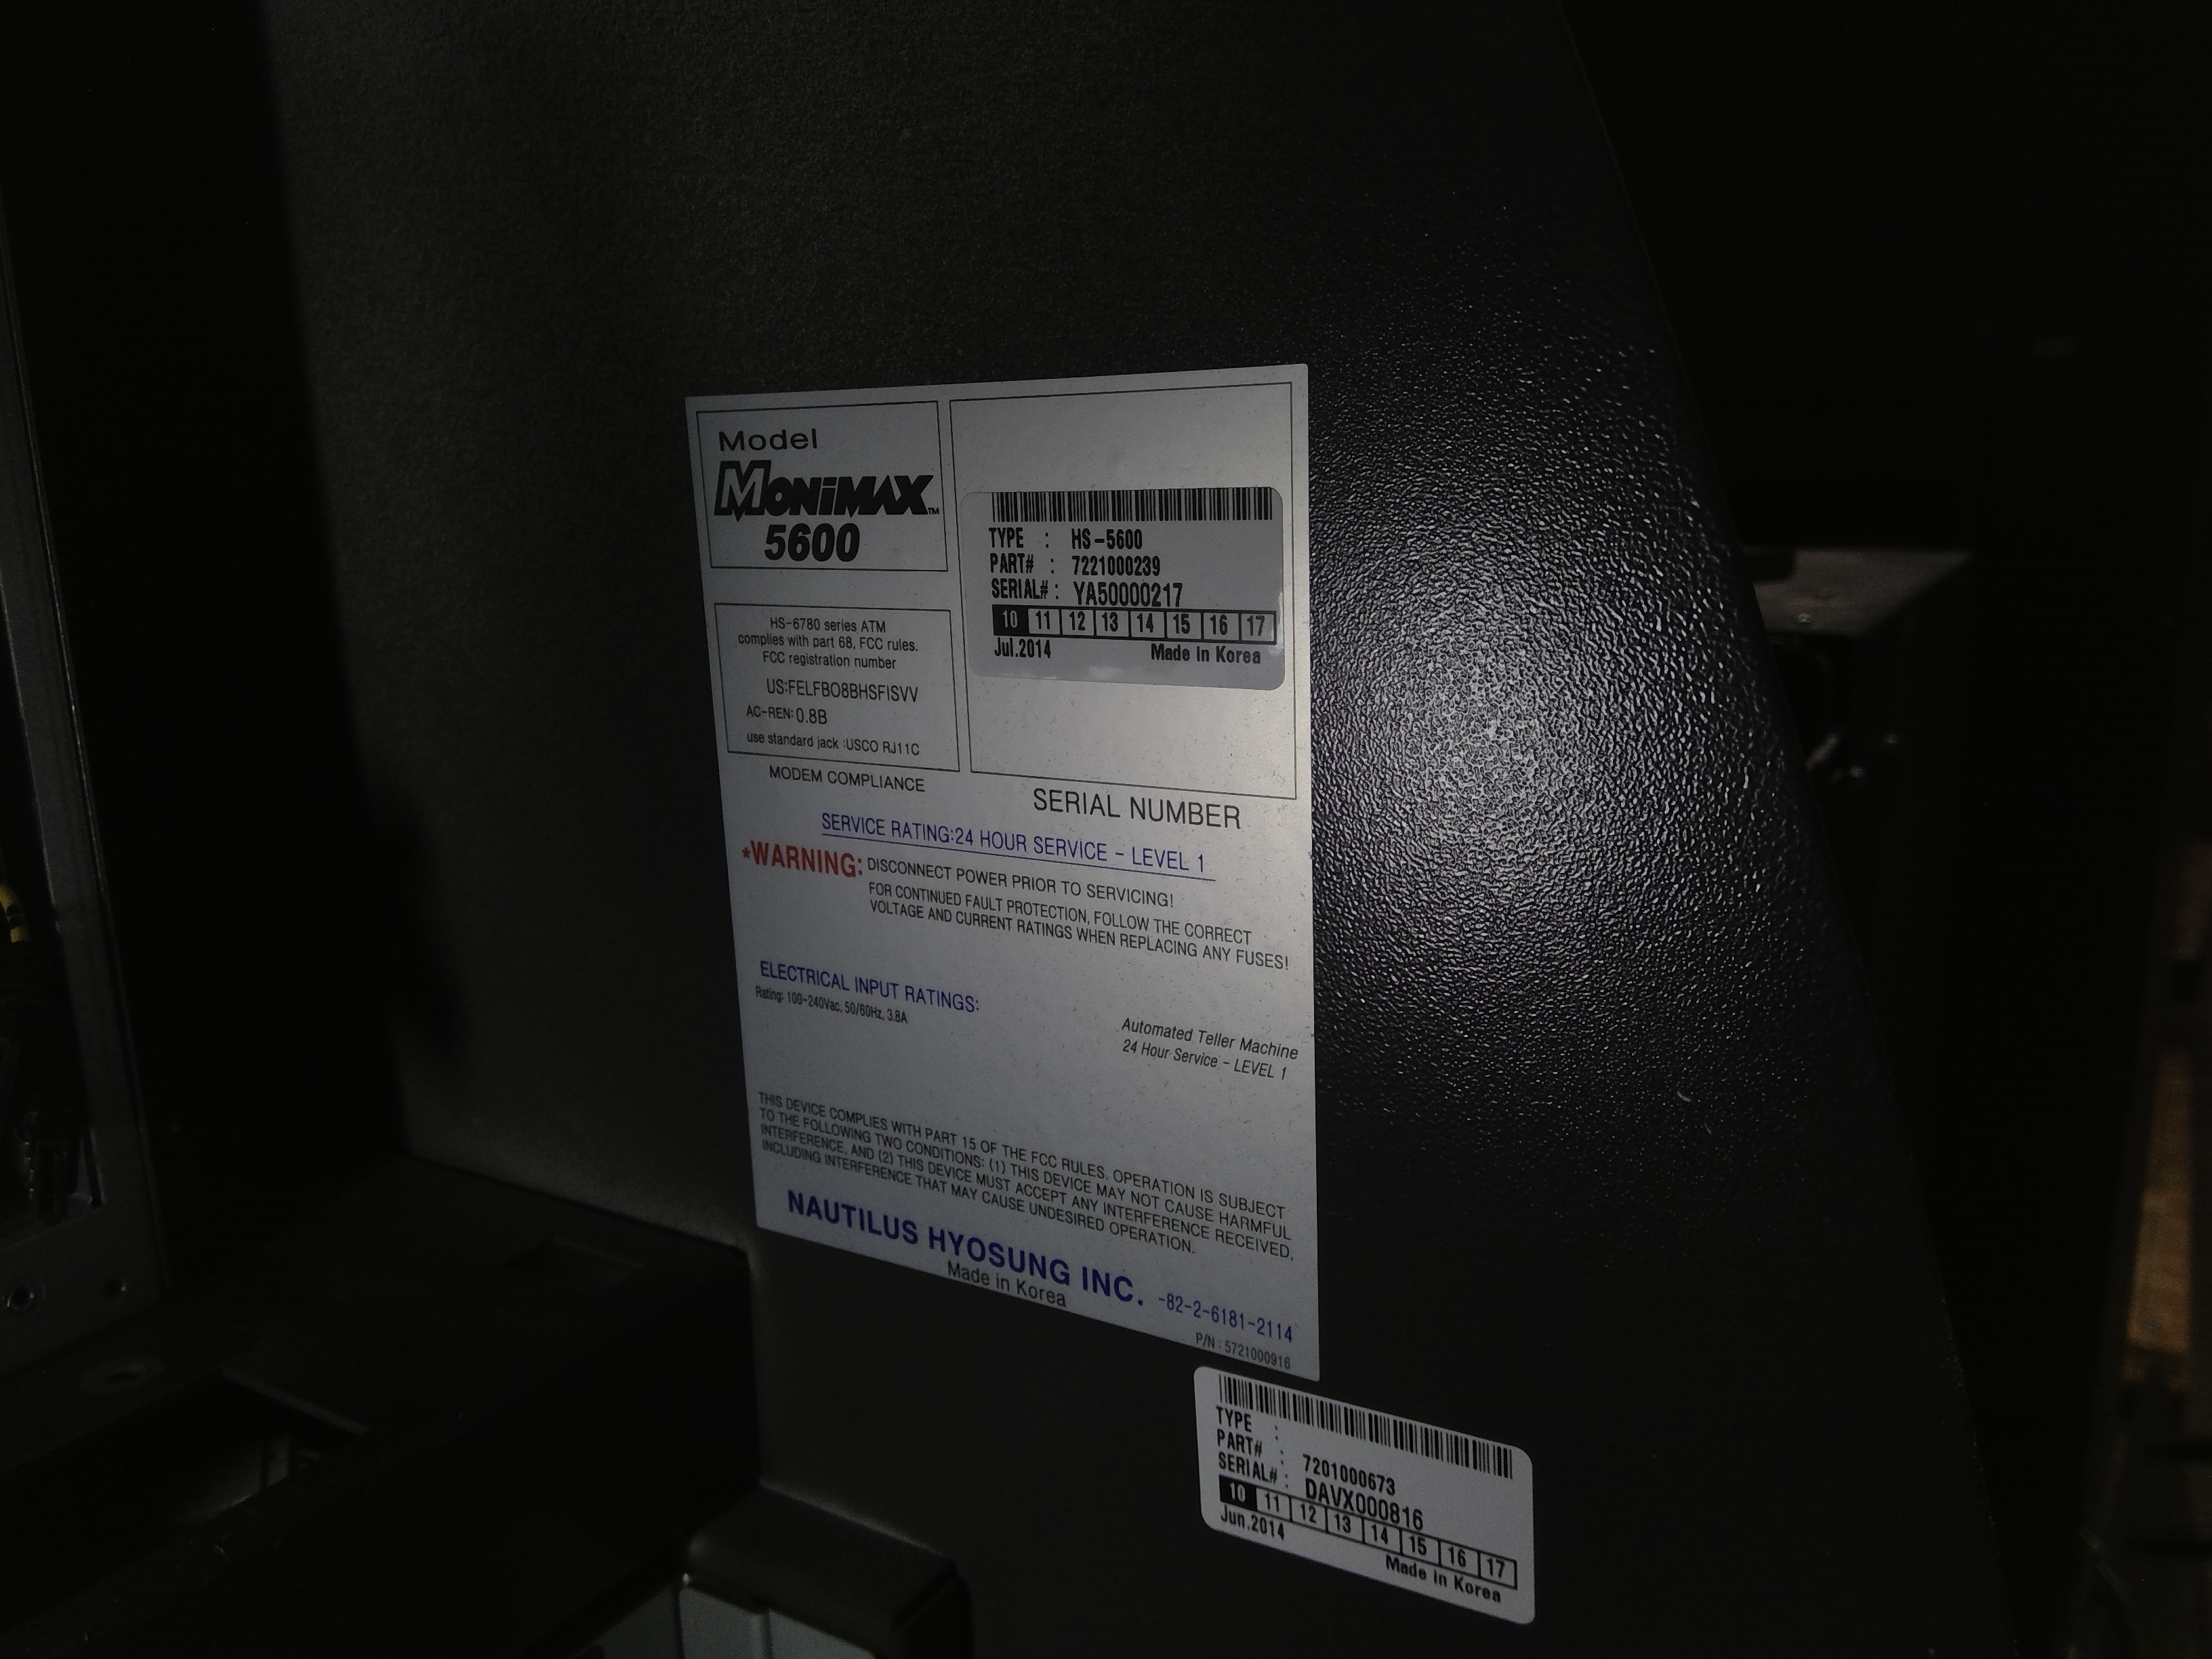 Model
MONiMAX™
5600
TYPE : HS-5600
PART# : 7221000239
SERIAL# : YA50000217
10 11 12 13 14 15 16 17
Jul.2014 Made in Korea
HS-6780 series ATM
complies with part 68, FCC rules.
FCC registration number
US:FELFBO8BHSFISVV
AC-REN:0.8B
use standard jack :USCO RJ11C
MODEM COMPLIANCE
SERIAL NUMBER
SERVICE RATING:24 HOUR SERVICE - LEVEL 1
*WARNING: DISCONNECT POWER PRIOR TO SERVICING!
FOR CONTINUED FAULT PROTECTION, FOLLOW THE CORRECT
VOLTAGE AND CURRENT RATINGS WHEN REPLACING ANY FUSES!
ELECTRICAL INPUT RATINGS:
Rating: 100-240Vac, 50/60Hz, 3.8A
Automated Teller Machine
24 Hour Service - LEVEL 1
THIS DEVICE COMPLIES WITH PART 15 OF THE FCC RULES. OPERATION IS SUBJECT
TO THE FOLLOWING TWO CONDITIONS: (1) THIS DEVICE MAY NOT CAUSE HARMFUL
INTERFERENCE, AND (2) THIS DEVICE MUST ACCEPT ANY INTERFERENCE RECEIVED,
INCLUDING INTERFERENCE THAT MAY CAUSE UNDESIRED OPERATION.
NAUTILUS HYOSUNG INC. -82-2-6181-2114
Made in Korea
P/N : 5721000916
TYPE :
PART# : 7201000673
SERIAL# : DAVX000816
10 11 12 13 14 15 16 17
Jun.2014 Made in Korea